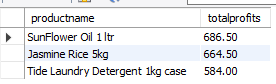 productname totalprofits
SunFlower Oil 1 ltr 686.50
Jasmine Rice 5kg 664.50
Tide Laundry Detergent 1kg case 584.00